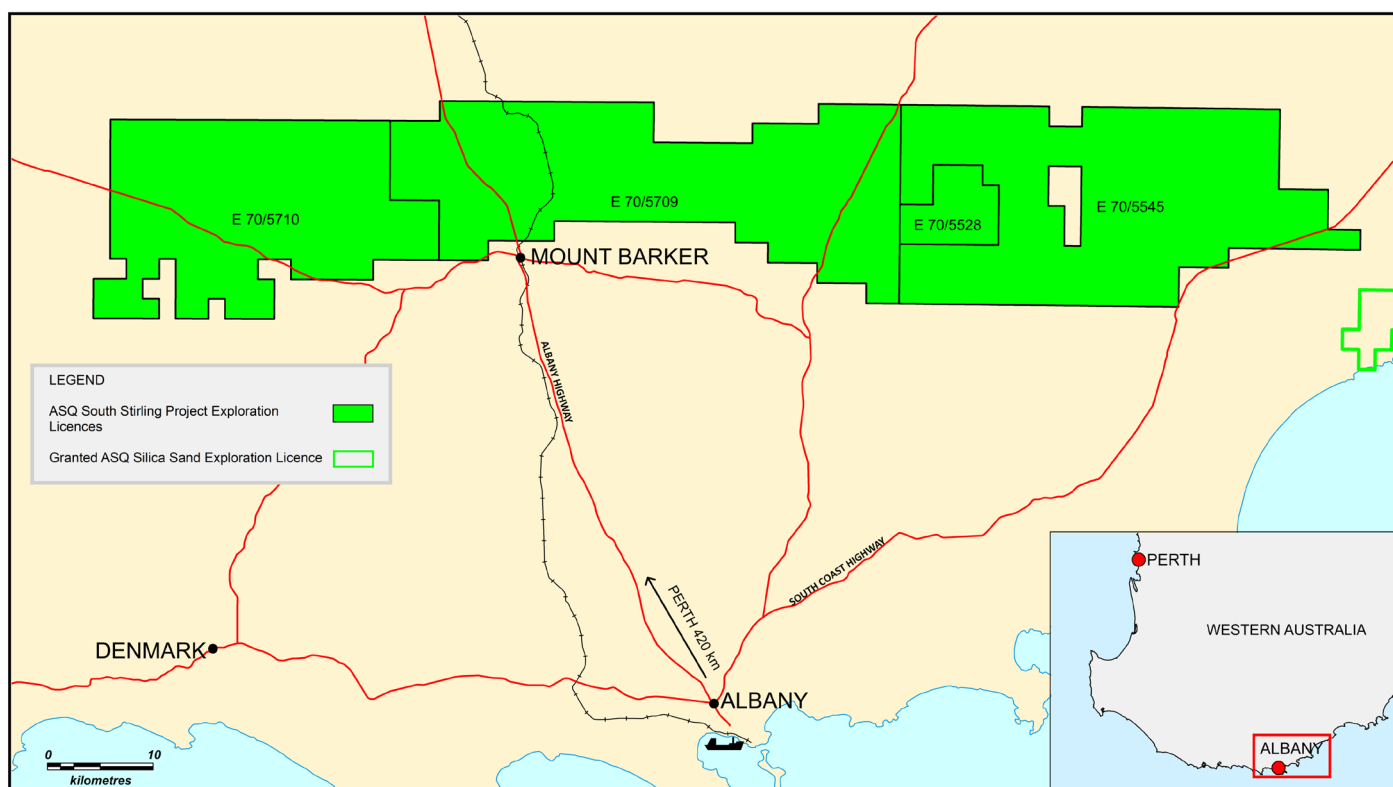 E 70/5710
E 70/5709
E 70/5528
E 70/5545
MOUNT BARKER
LEGEND
ASQ South Stirling Project Exploration
Licences
Granted ASQ Silica Sand Exploration Licence
ALBANY HIGHWAY
SOUTH COAST HIGHWAY
PERTH 420 km
DENMARK
ALBANY
0 10
kilometres
PERTH
WESTERN AUSTRALIA
ALBANY